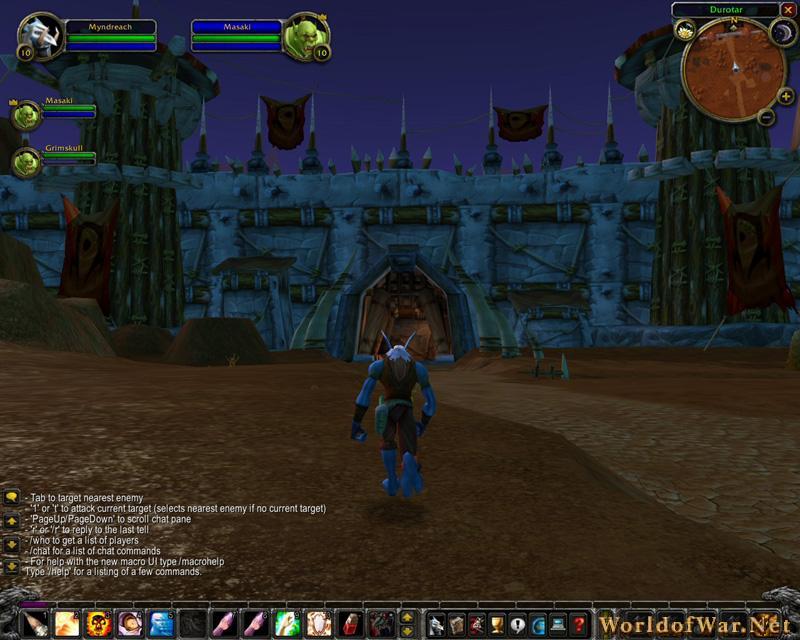 Myndreach
10
Masaki
10
Durotar
N
Masaki
Grimskull
- Tab to target nearest enemy
- '1' or 't' to attack current target (selects nearest enemy if no current target)
- 'PageUp/PageDown' to scroll chat pane
- 'r' or '/r' to reply to the last tell
- /who to get a list of players
- /chat for a list of chat commands
- For help with the new macro UI type /macrohelp
Type '/help' for a listing of a few commands.
WorldofWar.Net